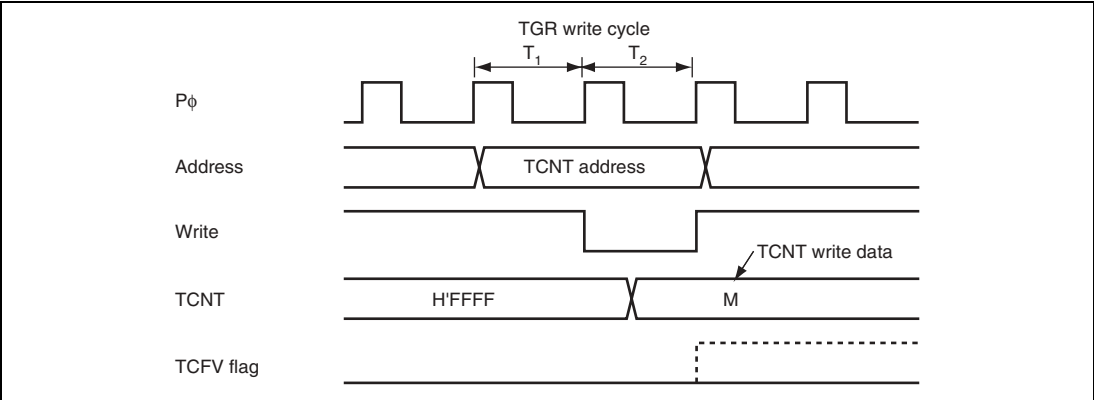 TGR write cycle
T1 T2
Pϕ
Address
TCNT address
Write
TCNT write data
TCNT
H'FFFF
M
TCFV flag